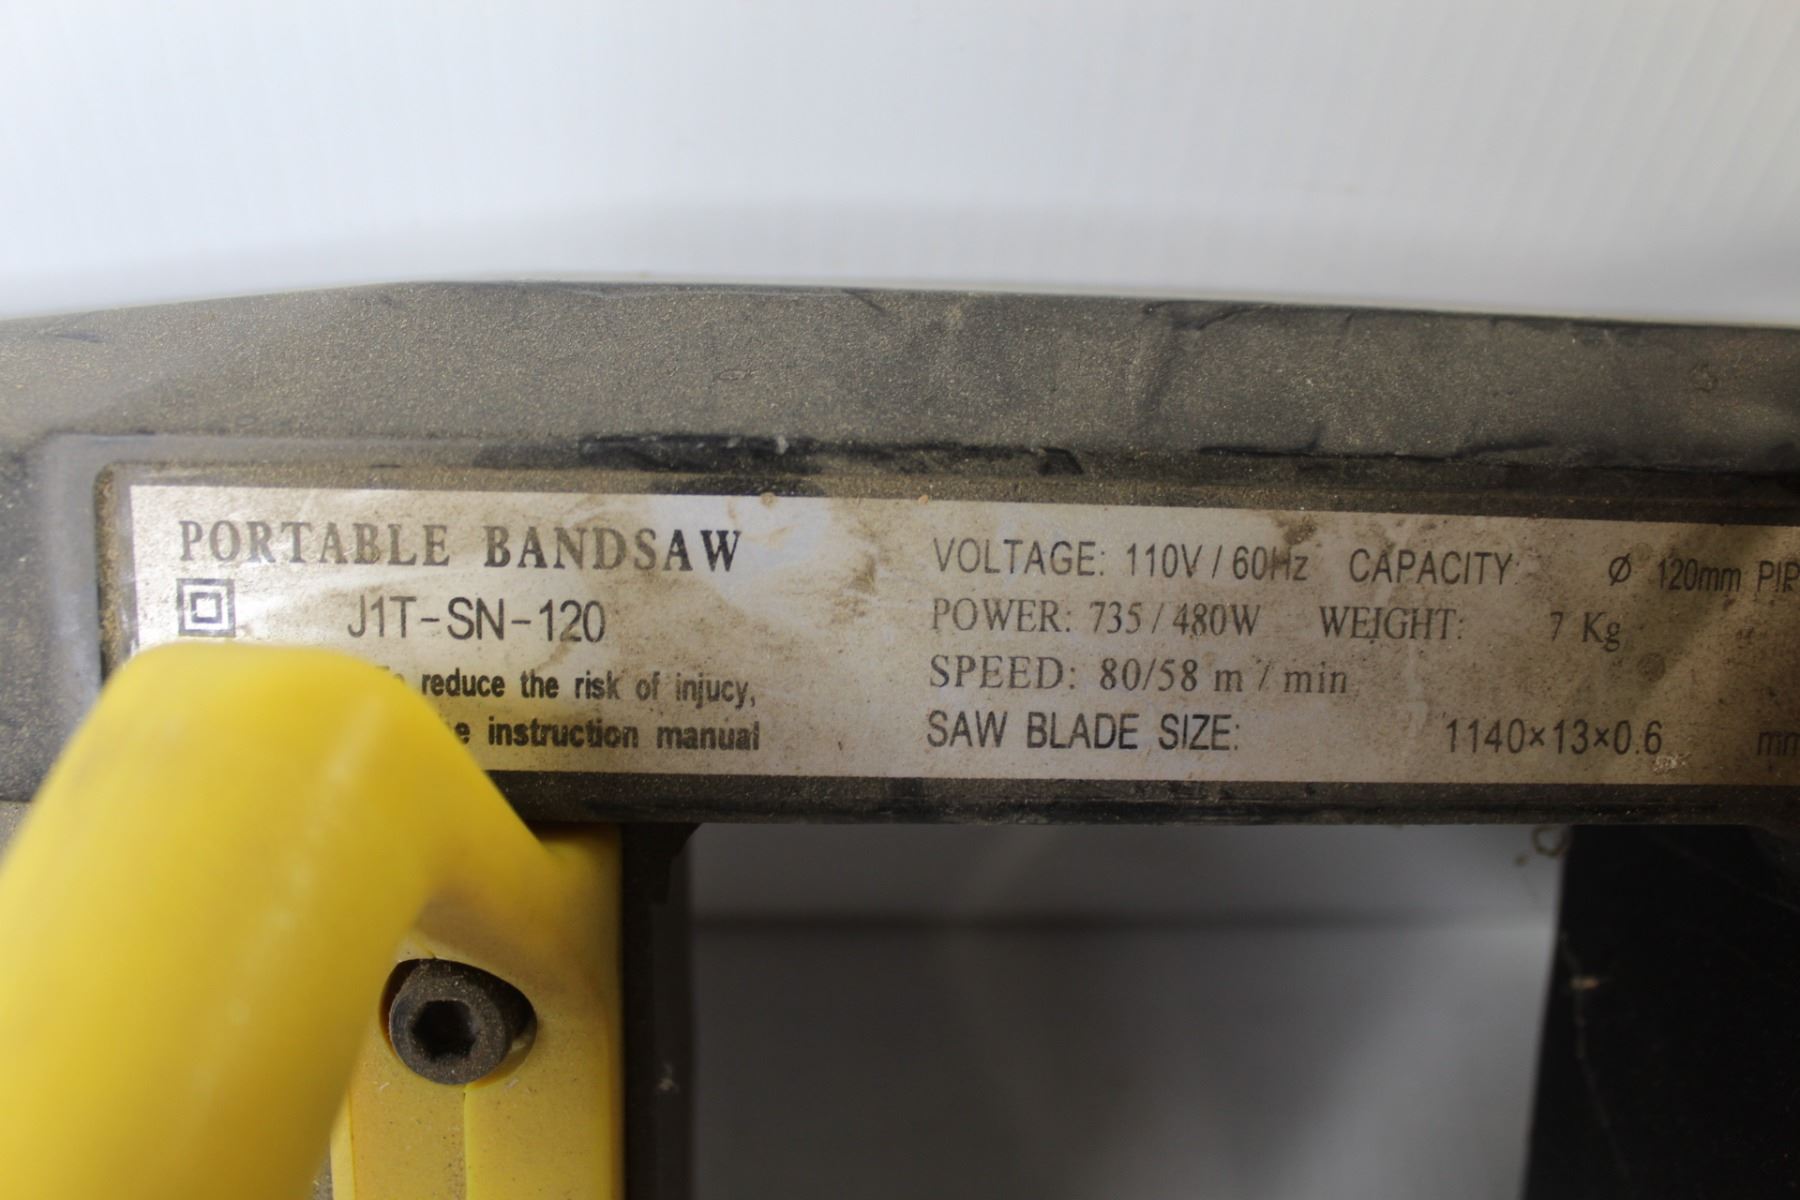 PORTABLE BANDSAW
J1T-SN-120
reduce the risk of injucy,
instruction manual
VOLTAGE: 110V / 60Hz CAPACITY: Ø 120mm
POWER: 735 / 480W WEIGHT: 7 Kg
SPEED: 80/58 m / min
SAW BLADE SIZE: 1140×13×0.6